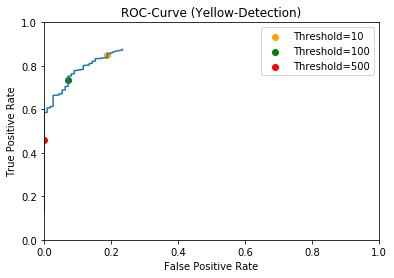 ROC-Curve (Yellow-Detection)
Threshold=10
Threshold=100
Threshold=500
True Positive Rate
1.0
0.8
0.6
0.4
0.2
0.0
0.0 0.2 0.4 0.6 0.8 1.0
False Positive Rate